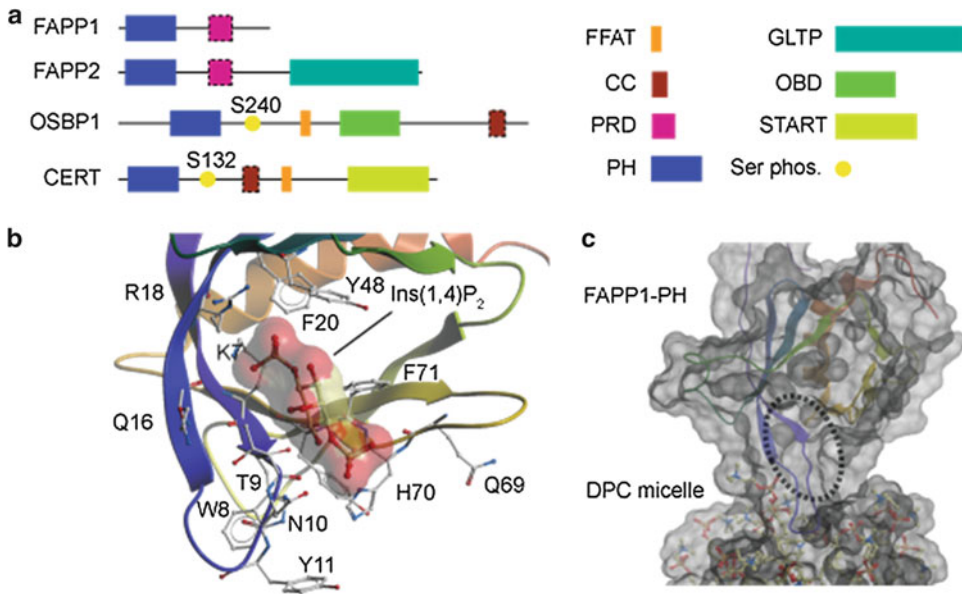 a
FAPP1
FAPP2
OSBP1
S240
CERT
S132
FFAT
CC
PRD
PH
GLTP
OBD
START
Ser phos.
b
R18
Y48
Ins(1,4)P2
F20
K7
F71
Q16
T9
H70
Q69
W8
N10
Y11
c
FAPP1-PH
DPC micelle